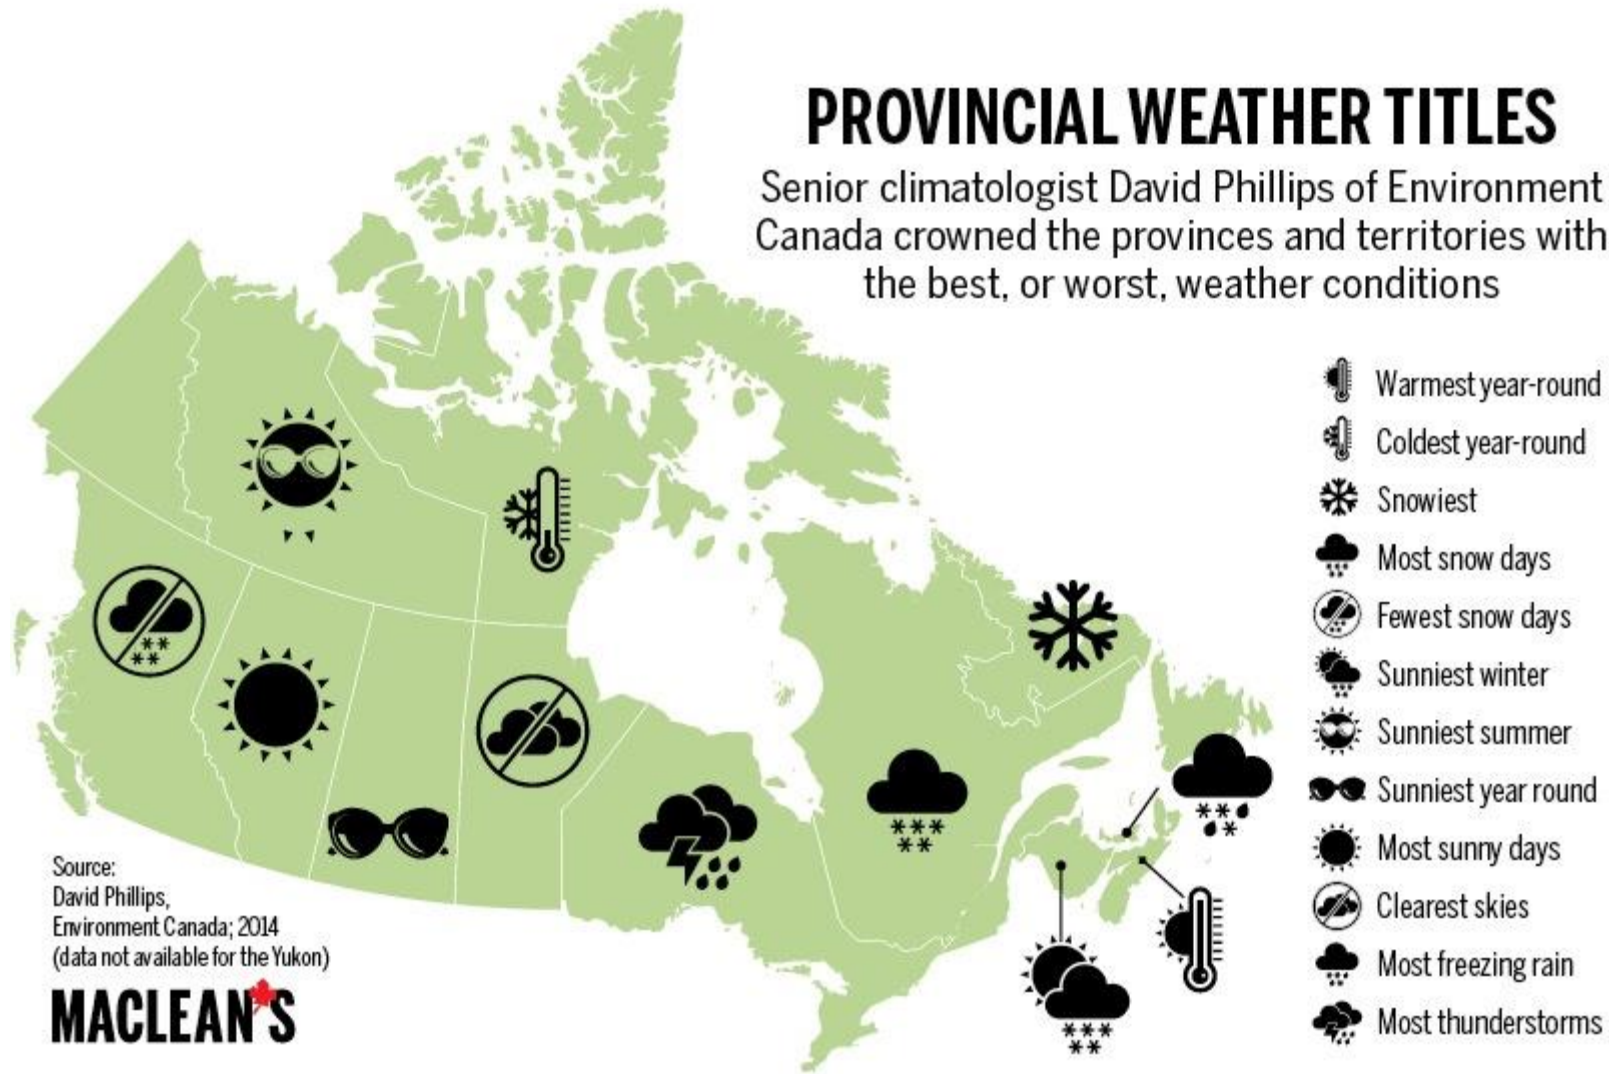 PROVINCIAL WEATHER TITLES
Senior climatologist David Phillips of Environment
Canada crowned the provinces and territories with
the best, or worst, weather conditions
Warmest year-round
Coldest year-round
Snowiest
Most snow days
Fewest snow days
Sunniest winter
Sunniest summer
Sunniest year round
Most sunny days
Clearest skies
Most freezing rain
Most thunderstorms
Source:
David Phillips,
Environment Canada; 2014
(data not available for the Yukon)
MACLEAN'S